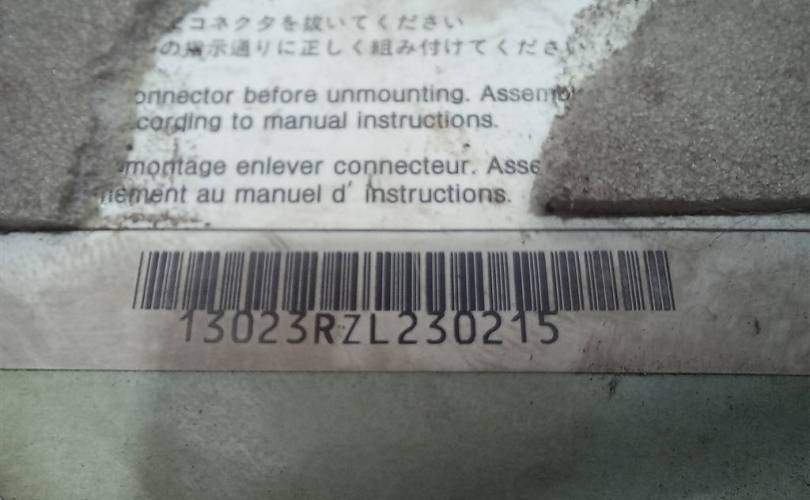 コネクタを抜いてください
の指示通りに正しく組み付けてくださ
onnector before unmounting. Assemb
cording to manual instructions.
montage enlever connecteur. Asse
nement au manuel d' instructions.
13023RZL230215